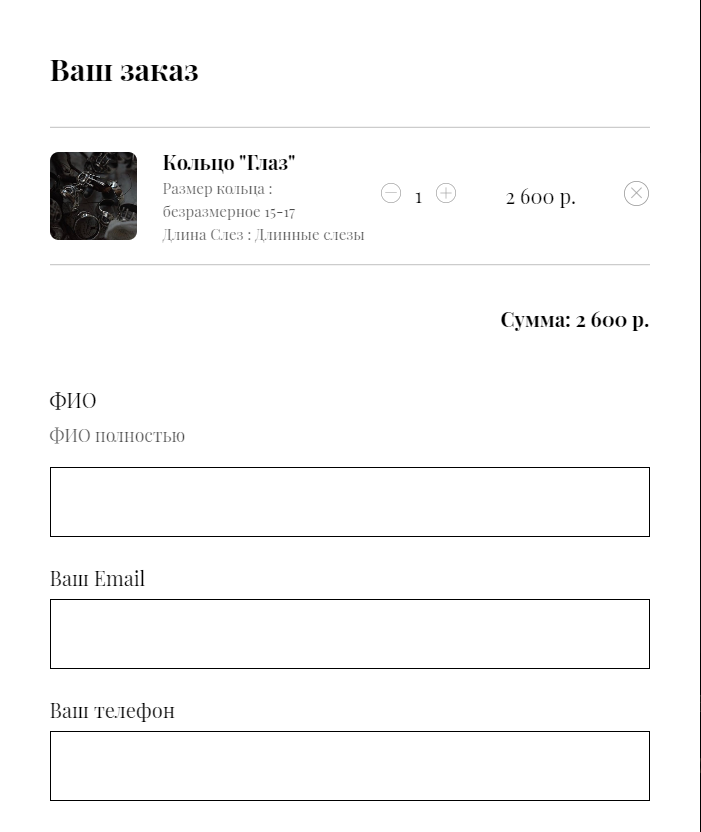 Ваш заказ
Кольцо "Глаз"
Размер кольца :
безразмерное 15-17
Длина Слез : Длинные слезы
1
2 600 р.
Сумма: 2 600 р.
ФИО
ФИО полностью
Ваш Email
Ваш телефон